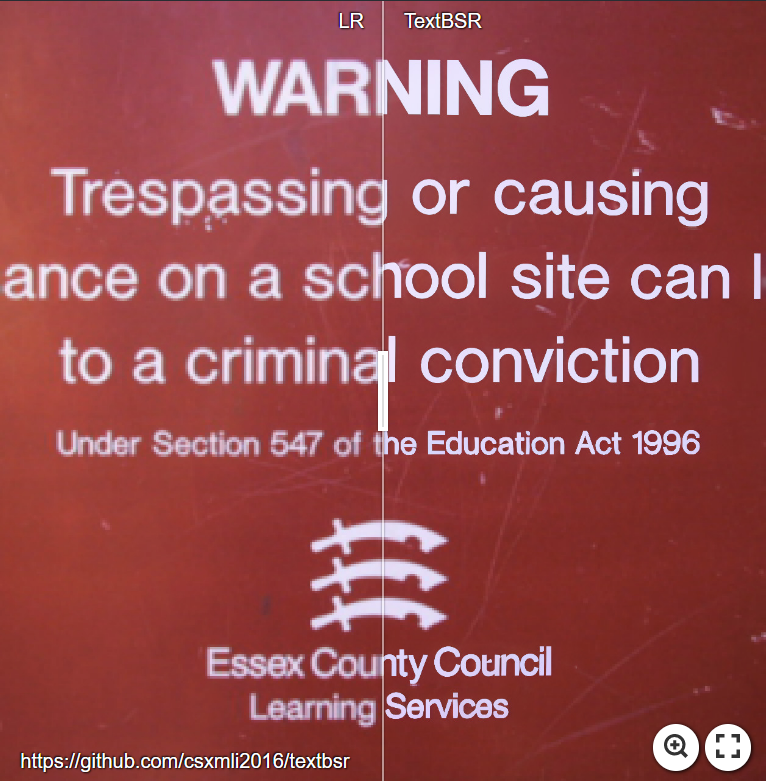 LR TextBSR
WARNING
Trespassing or causing
ance on a school site can l
to a criminal conviction
Under Section 547 of the Education Act 1996
Essex County Council
Learning Services
https://github.com/csxmli2016/textbsr